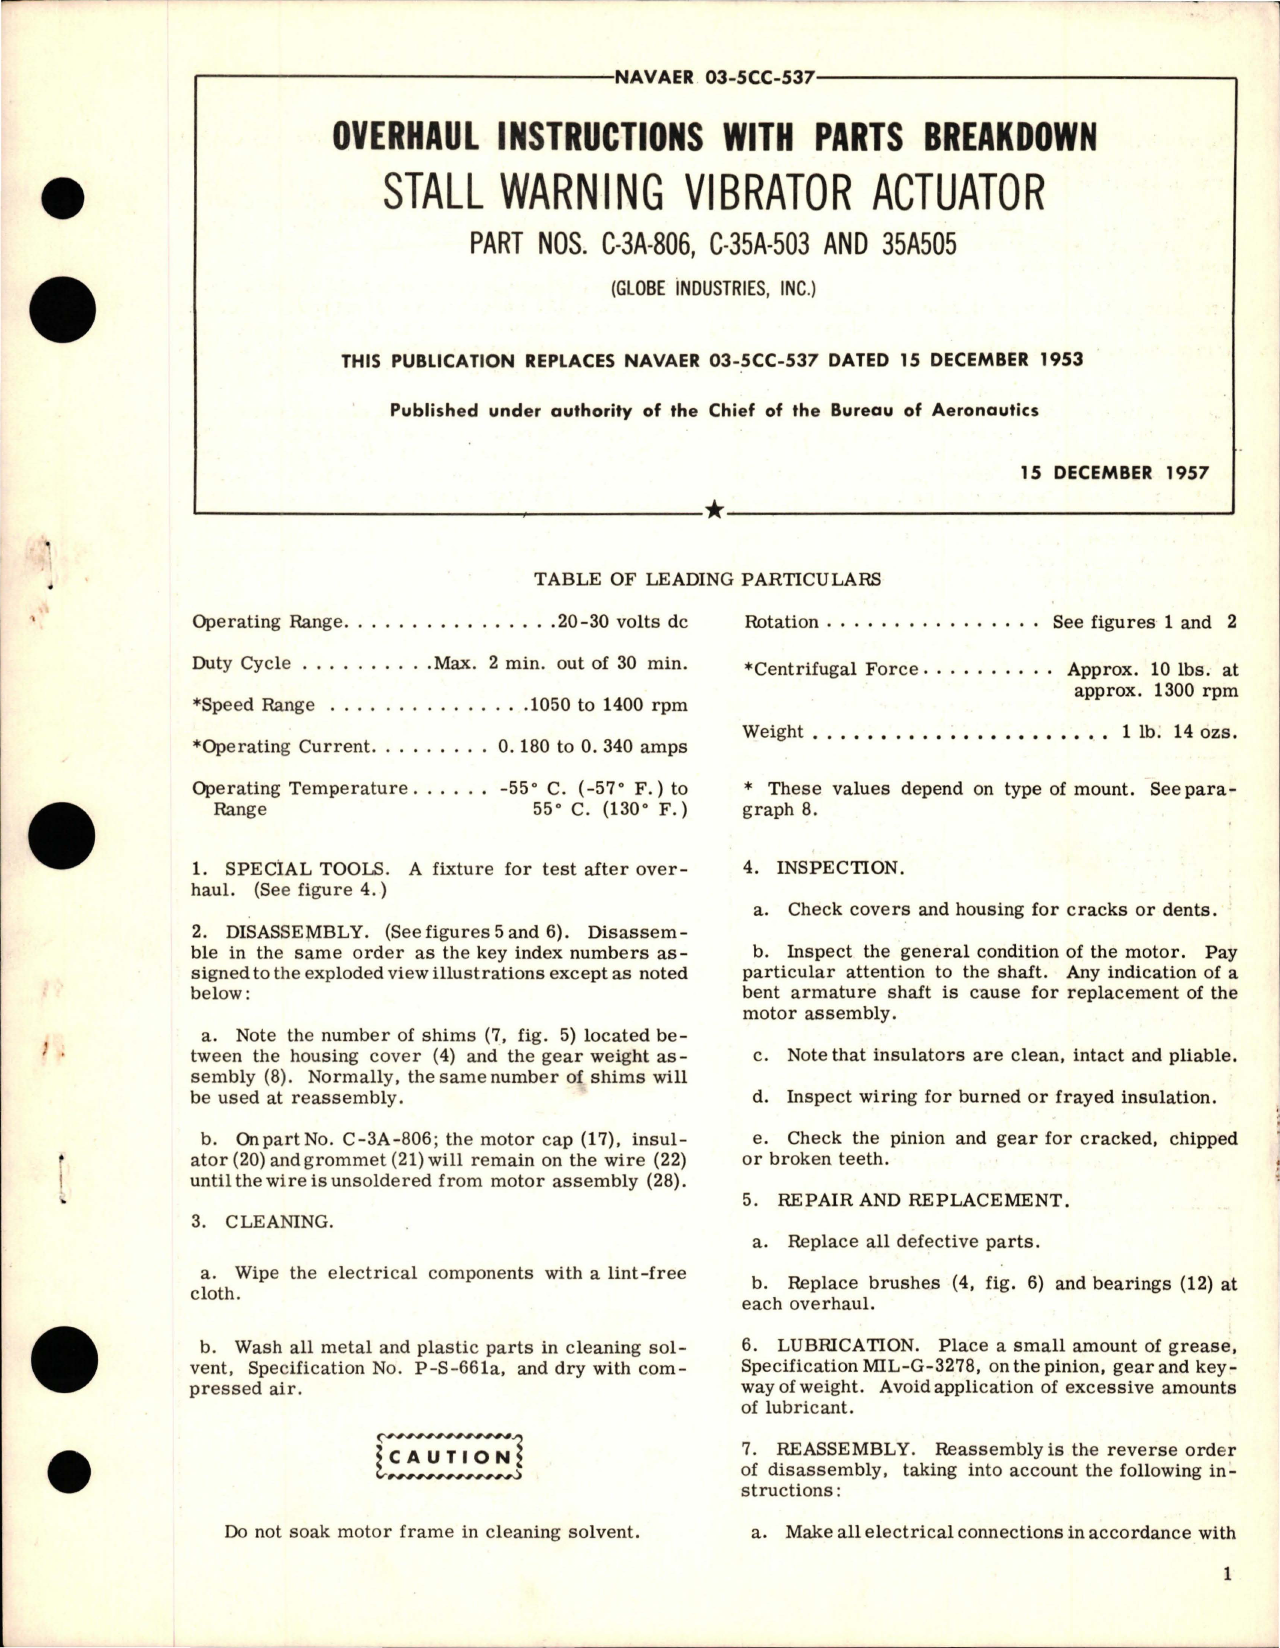 NAVAER 03-5CC-537
OVERHAUL INSTRUCTIONS WITH PARTS BREAKDOWN
STALL WARNING VIBRATOR ACTUATOR
PART NOS. C-3A-806, C-35A-503 AND 35A505
(GLOBE INDUSTRIES, INC.)
THIS PUBLICATION REPLACES NAVAER 03-5CC-537 DATED 15 DECEMBER 1953
Published under authority of the Chief of the Bureau of Aeronautics
15 DECEMBER 1957
TABLE OF LEADING PARTICULARS
Operating Range. . . . . . . . . . . . . . . .20-30 volts dc
Duty Cycle . . . . . . . . . .Max. 2 min. out of 30 min.
*Speed Range . . . . . . . . . . . . . . .1050 to 1400 rpm
*Operating Current. . . . . . . . . 0.180 to 0.340 amps
Operating Temperature . . . . . . -55° C. (-57° F.) to
Range 55° C. (130° F.)
1. SPECIAL TOOLS. A fixture for test after over-
haul. (See figure 4.)
2. DISASSEMBLY. (See figures 5 and 6). Disassem-
ble in the same order as the key index numbers as-
signed to the exploded view illustrations except as noted
below:
a. Note the number of shims (7, fig. 5) located be-
tween the housing cover (4) and the gear weight as-
sembly (8). Normally, the same number of shims will
be used at reassembly.
b. On part No. C-3A-806; the motor cap (17), insul-
ator (20) and grommet (21) will remain on the wire (22)
until the wire is unsoldered from motor assembly (28).
3. CLEANING.
a. Wipe the electrical components with a lint-free
cloth.
b. Wash all metal and plastic parts in cleaning sol-
vent, Specification No. P-S-661a, and dry with com-
pressed air.
CAUTION
Do not soak motor frame in cleaning solvent.
Rotation . . . . . . . . . . . . . . . . See figures 1 and 2
*Centrifugal Force . . . . . . . . . . Approx. 10 lbs. at
approx. 1300 rpm
Weight . . . . . . . . . . . . . . . . . . . . . . 1 lb. 14 ozs.
* These values depend on type of mount. See para-
graph 8.
4. INSPECTION.
a. Check covers and housing for cracks or dents.
b. Inspect the general condition of the motor. Pay
particular attention to the shaft. Any indication of a
bent armature shaft is cause for replacement of the
motor assembly.
c. Note that insulators are clean, intact and pliable.
d. Inspect wiring for burned or frayed insulation.
e. Check the pinion and gear for cracked, chipped
or broken teeth.
5. REPAIR AND REPLACEMENT.
a. Replace all defective parts.
b. Replace brushes (4, fig. 6) and bearings (12) at
each overhaul.
6. LUBRICATION. Place a small amount of grease,
Specification MIL-G-3278, on the pinion, gear and key-
way of weight. Avoid application of excessive amounts
of lubricant.
7. REASSEMBLY. Reassembly is the reverse order
of disassembly, taking into account the following in-
structions:
a. Make all electrical connections in accordance with
1